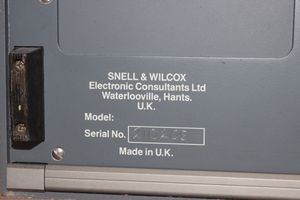 SNELL & WILCOX
Electronic Consultants Ltd
Waterlooville, Hants.
U.K.
Model:
Serial No.
Made in U.K.